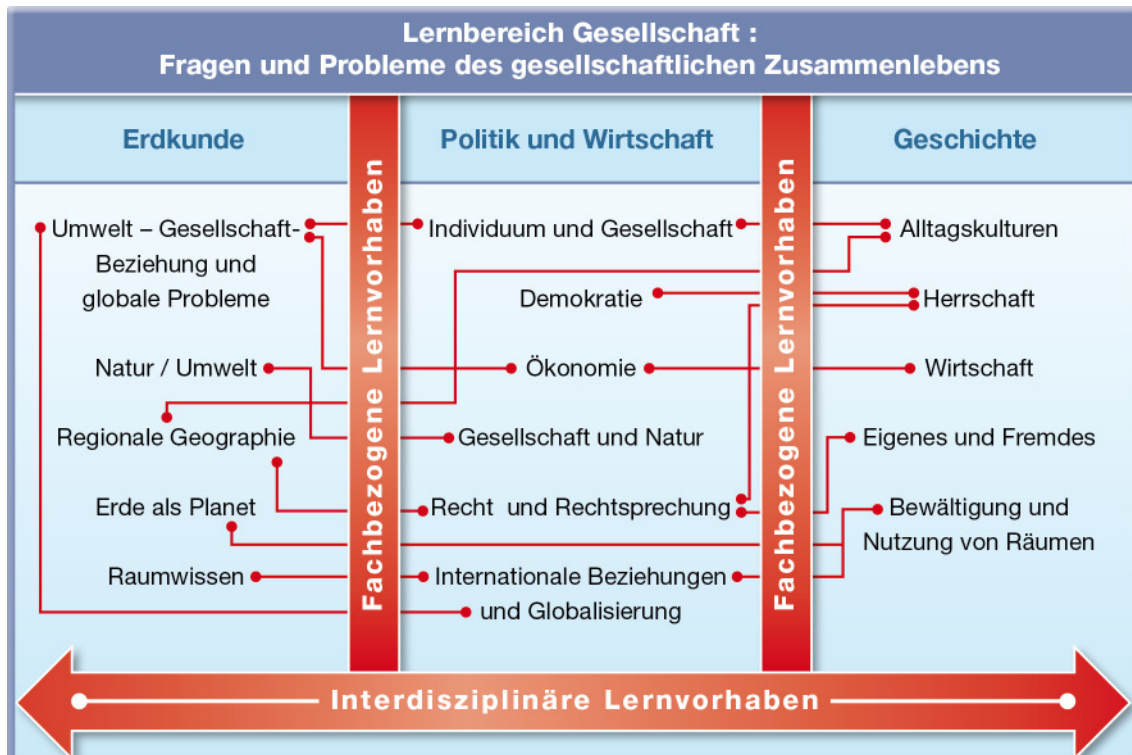 Lernbereich Gesellschaft :
Fragen und Probleme des gesellschaftlichen Zusammenlebens
Erdkunde
Umwelt – Gesellschaft-
Beziehung und
globale Probleme
Natur / Umwelt
Regionale Geographie
Erde als Planet
Raumwissen
Fachbezogene Lernvorhaben
Politik und Wirtschaft
Individuum und Gesellschaft
Demokratie
Ökonomie
Gesellschaft und Natur
Recht und Rechtsprechung
Internationale Beziehungen
und Globalisierung
Fachbezogene Lernvorhaben
Geschichte
Alltagskulturen
Herrschaft
Wirtschaft
Eigenes und Fremdes
Bewältigung und
Nutzung von Räumen
Interdisziplinäre Lernvorhaben